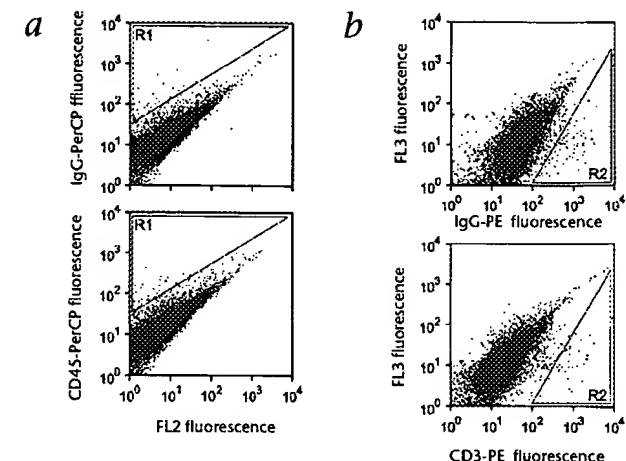 a
IgG-PerCP ffluorescence
10⁴
10³
10²
10¹
10⁰
R1
CD45-PerCP fluorescence
10⁴
10³
10²
10¹
10⁰
R1
10⁰ 10¹ 10² 10³ 10⁴
FL2 fluorescence
b
FL3 fluorescence
10⁴
10³
10²
10¹
10⁰
R2
10⁰ 10¹ 10² 10³ 10⁴
IgG-PE fluorescence
FL3 fluorescence
10⁴
10³
10²
10¹
10⁰
R2
10⁰ 10¹ 10² 10³ 10⁴
CD3-PE fluorescence